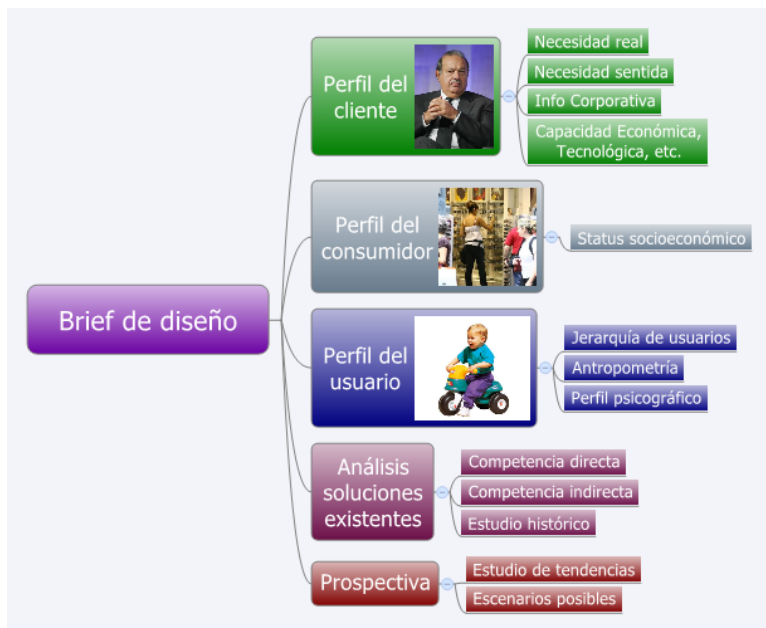 Brief de diseño
Perfil del
cliente
Necesidad real
Necesidad sentida
Info Corporativa
Capacidad Económica,
Tecnológica, etc.
Perfil del
consumidor
Status socioeconómico
Perfil del
usuario
Jerarquía de usuarios
Antropometría
Perfil psicográfico
Análisis
soluciones
existentes
Competencia directa
Competencia indirecta
Estudio histórico
Prospectiva
Estudio de tendencias
Escenarios posibles